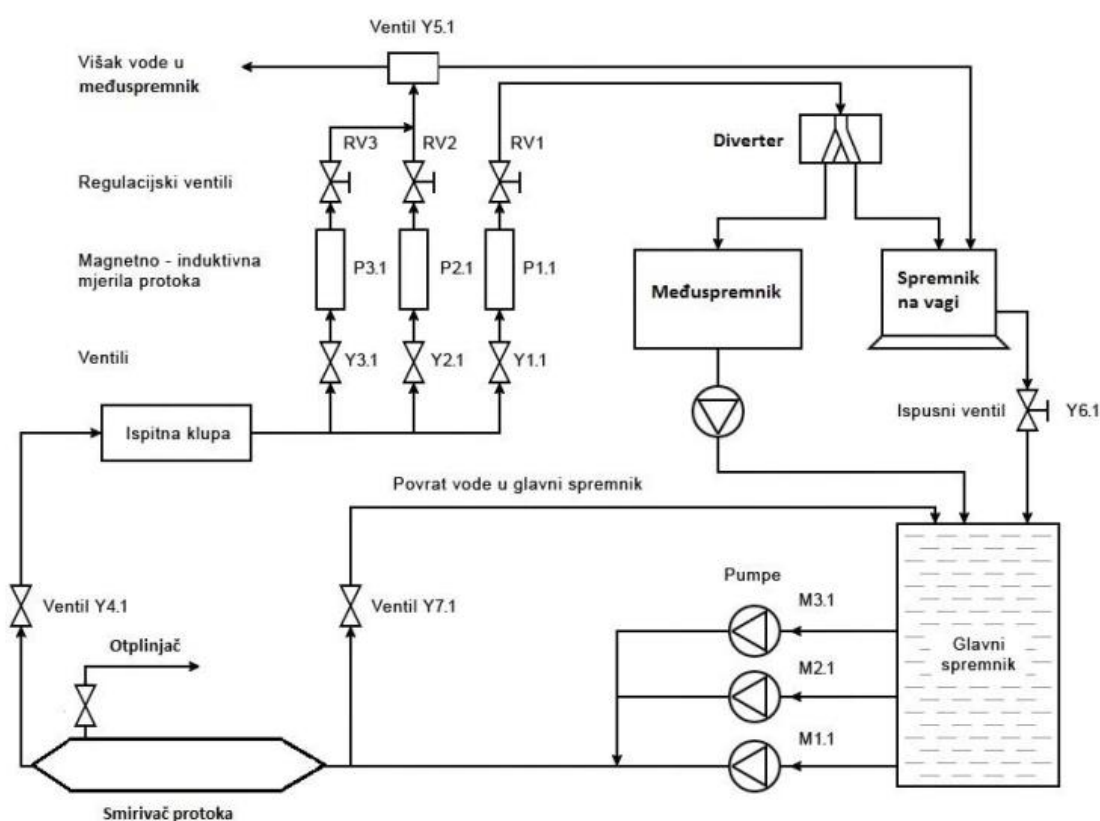 Ventil Y5.1
Višak vode u
međuspremnik
Diverter
RV3
RV2
RV1
Regulacijski ventili
Magnetno - induktivna
mjerila protoka
P3.1
P2.1
P1.1
Međuspremnik
Spremnik
na vagi
Ventili
Y3.1
Y2.1
Y1.1
Ispusni ventil
Y6.1
Ispitna klupa
Povrat vode u glavni spremnik
Pumpe
Ventil Y4.1
Ventil Y7.1
M3.1
Otplinjač
Glavni
spremnik
M2.1
M1.1
Smirivač protoka